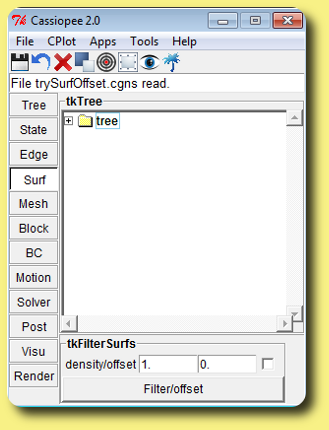 Cassiopee 2.0
File CPlot Apps Tools Help
File trySurfOffset.cgns read.
Tree
tkTree
tree
State
Edge
Surf
Mesh
Block
BC
Motion
Solver
Post
Visu
Render
tkFilterSurfs
density/offset 1. 0.
Filter/offset